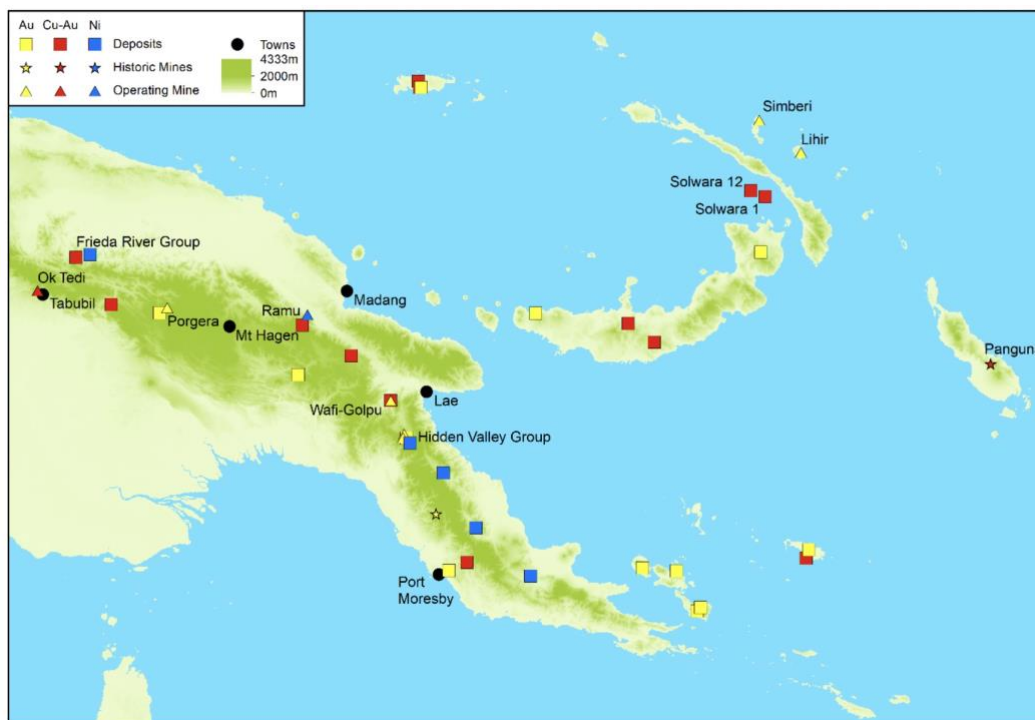 Au Cu-Au Ni
Deposits
Historic Mines
Operating Mine
Towns
4333m
2000m
0m
Simberi
Lihir
Solwara 12
Solwara 1
Frieda River Group
Ok Tedi
Tabubil
Porgera
Mt Hagen
Ramu
Madang
Pangun
Lae
Wafi-Golpu
Hidden Valley Group
Port
Moresby